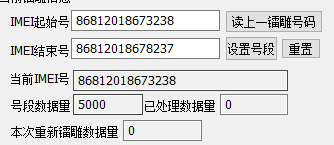 IMEI起始号 86812018673238 读上一镭雕号码
IMEI结束号 86812018678237 设置号段 重置
当前IMEI号 86812018673238
号段数据量 5000 已处理数据量 0
本次重新镭雕数据量 0